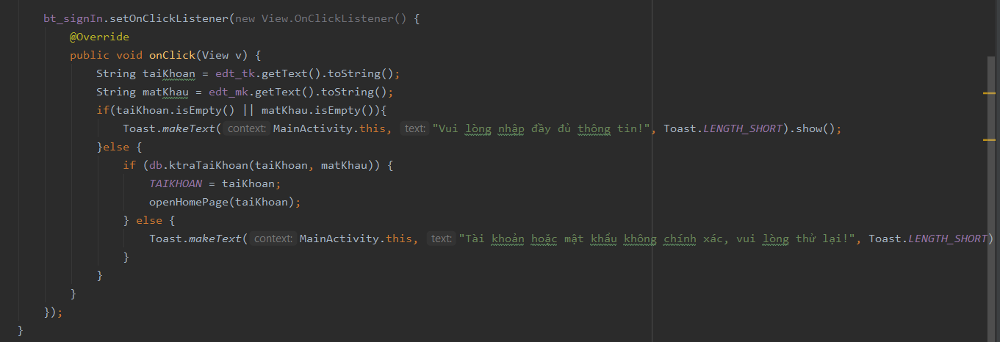 bt_signIn.setOnClickListener(new View.OnClickListener() {
@Override
public void onClick(View v) {
String taiKhoan = edt_tk.getText().toString();
String matKhau = edt_mk.getText().toString();
if(taiKhoan.isEmpty() || matKhau.isEmpty()){
Toast.makeText( context: MainActivity.this, text: "Vui lòng nhập đầy đủ thông tin!", Toast.LENGTH_SHORT).show();
}else {
if (db.ktraTaiKhoan(taiKhoan, matKhau)) {
TAIKHOAN = taiKhoan;
openHomePage(taiKhoan);
} else {
Toast.makeText( context: MainActivity.this, text: "Tài khoản hoặc mật khẩu không chính xác, vui lòng thử lại!", Toast.LENGTH_SHORT)
}
}
}
});
}